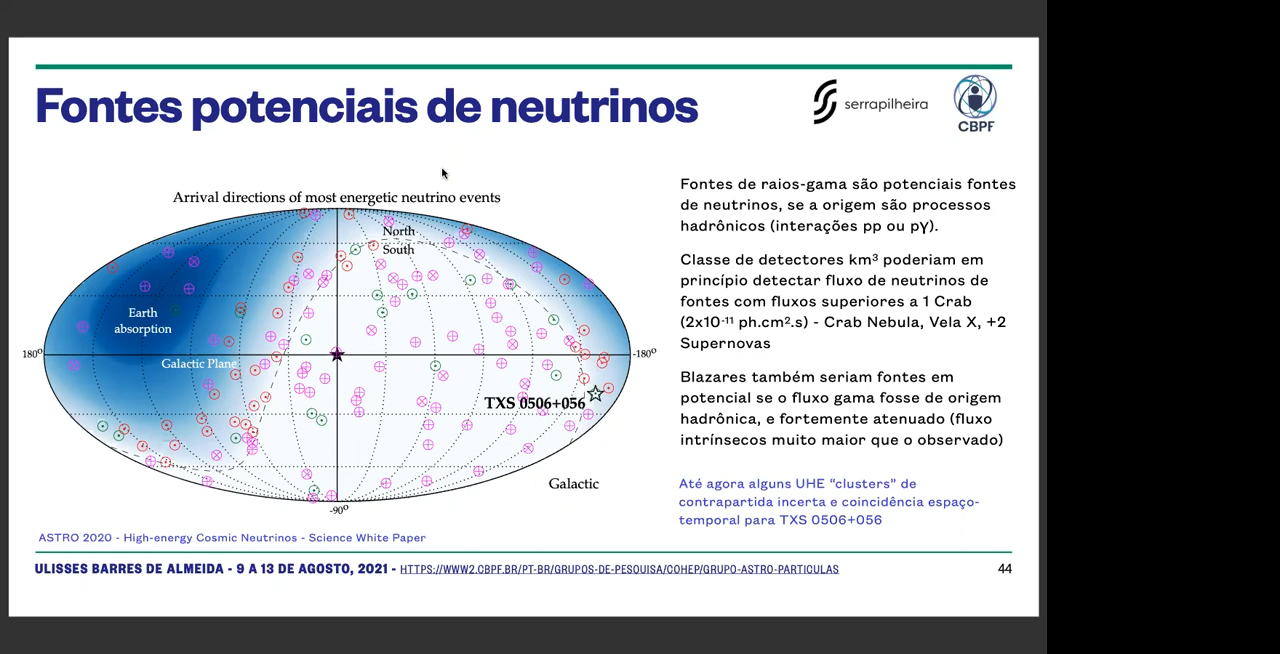 Fontes potenciais de neutrinos
serrapilheira
CBPF
Arrival directions of most energetic neutrino events
North
South
Earth
absorption
Galactic Plane
180º
-180º
TXS 0506+056
Galactic
-90º
ASTRO 2020 - High-energy Cosmic Neutrinos - Science White Paper
Fontes de raios-gama são potenciais fontes
de neutrinos, se a origem são processos
hadrônicos (interações pp ou pγ).
Classe de detectores km³ poderiam em
princípio detectar fluxo de neutrinos de
fontes com fluxos superiores a 1 Crab
(2x10⁻¹¹ ph.cm².s) - Crab Nebula, Vela X, +2
Supernovas
Blazares também seriam fontes em
potencial se o fluxo gama fosse de origem
hadrônica, e fortemente atenuado (fluxo
intrínsecos muito maior que o observado)
Até agora alguns UHE “clusters” de
contrapartida incerta e coincidência espaço-
temporal para TXS 0506+056
ULISSES BARRES DE ALMEIDA - 9 A 13 DE AGOSTO, 2021 - HTTPS://WWW2.CBPF.BR/PT-BR/GRUPOS-DE-PESQUISA/COHEP/GRUPO-ASTRO-PARTICULAS
44